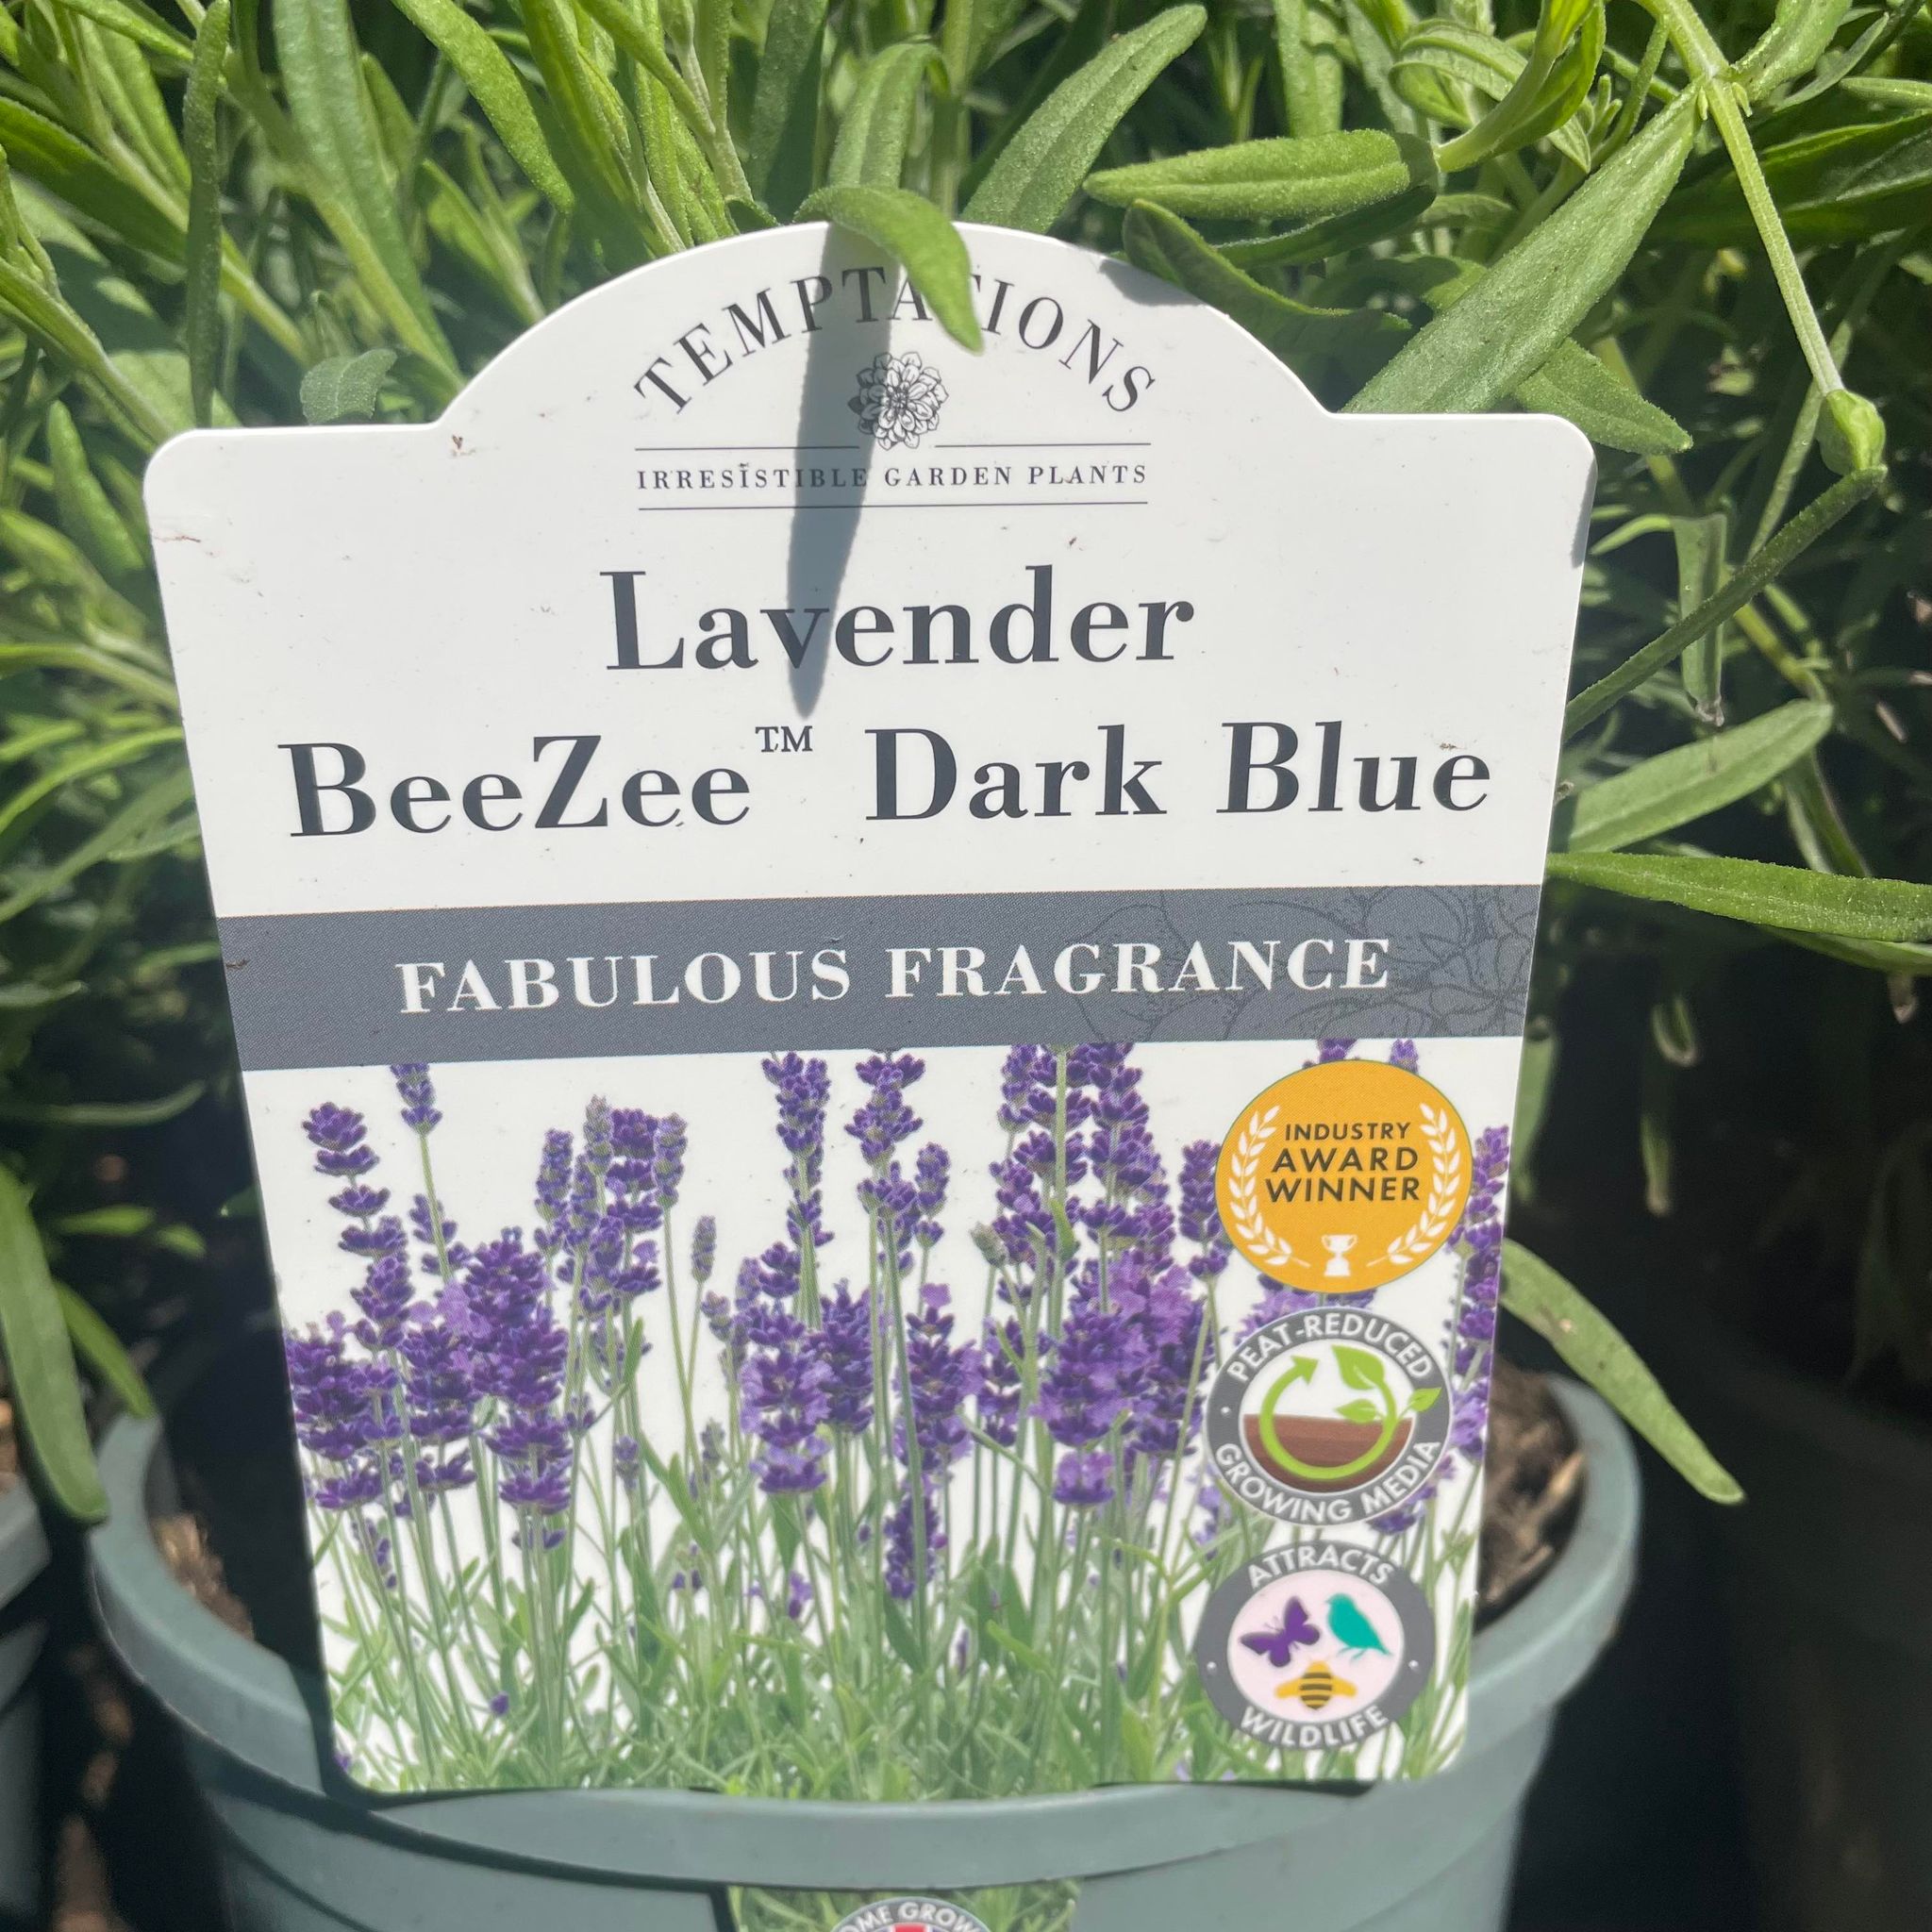 TEMPTATIONS
IRRESISTIBLE GARDEN PLANTS
Lavender
BeeZee™ Dark Blue
FABULOUS FRAGRANCE
INDUSTRY
AWARD
WINNER
PEAT-REDUCED
GROWING MEDIA
ATTRACTS
WILDLIFE